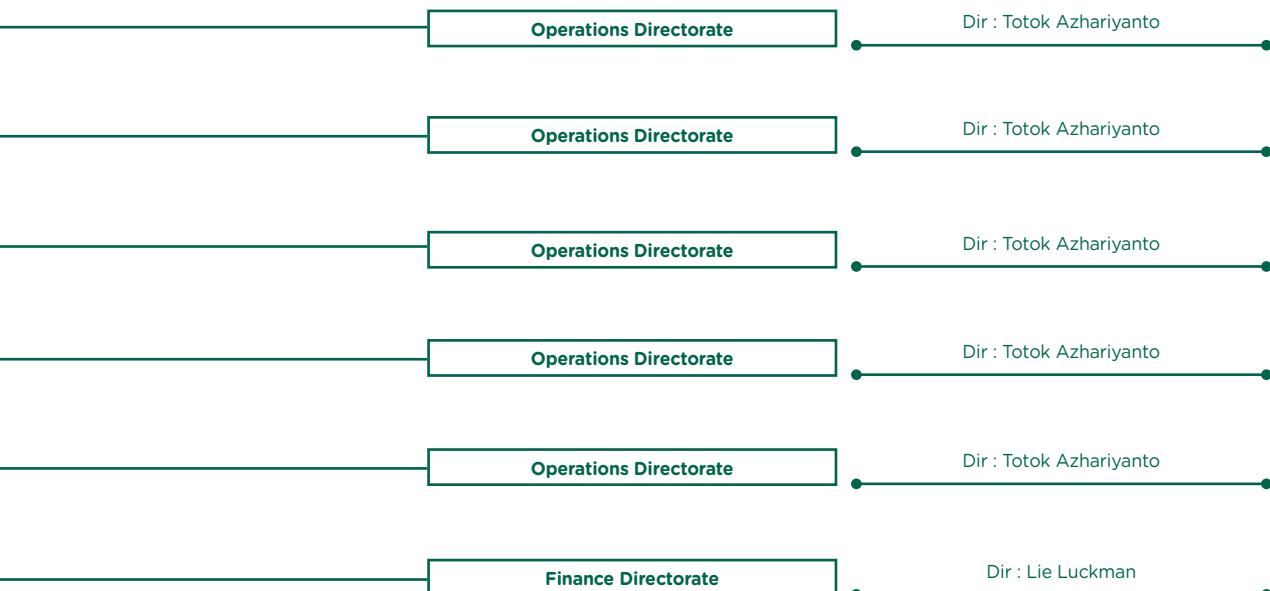 Operations Directorate
Dir : Totok Azhariyanto
Operations Directorate
Dir : Totok Azhariyanto
Operations Directorate
Dir : Totok Azhariyanto
Operations Directorate
Dir : Totok Azhariyanto
Operations Directorate
Dir : Totok Azhariyanto
Finance Directorate
Dir : Lie Luckman